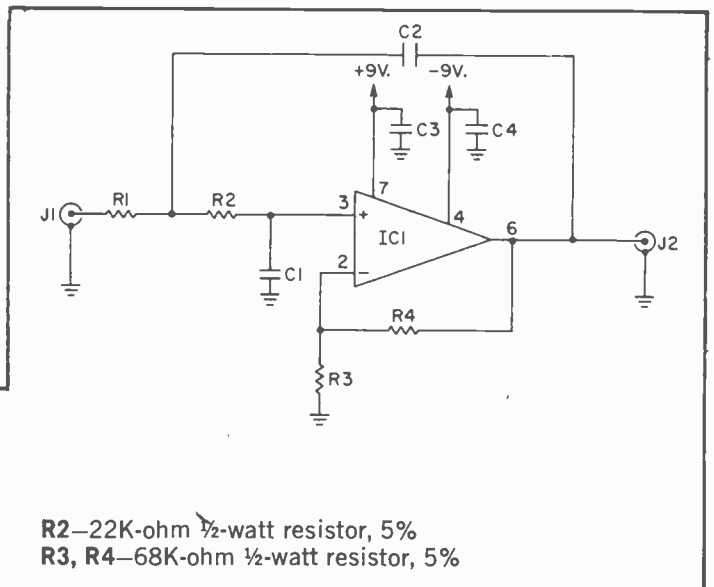 C2
+9V. -9V.
C3 C4
R1 R2 3 7
J1 + 4 6
IC1 J2
C1 2 -
R4
R3
R2—22K-ohm ½-watt resistor, 5%
R3, R4—68K-ohm ½-watt resistor, 5%